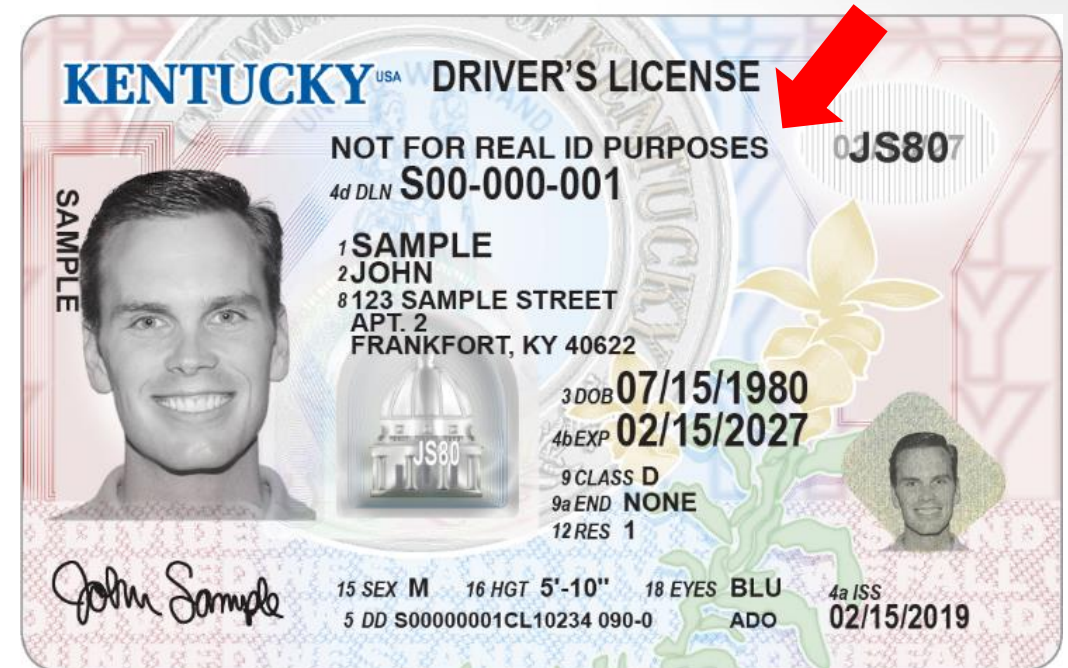 KENTUCKY USA DRIVER'S LICENSE
NOT FOR REAL ID PURPOSES
JS80
4d DLN S00-000-001
SAMPLE
1 SAMPLE
2 JOHN
8 123 SAMPLE STREET
APT. 2
FRANKFORT, KY 40622
3 DOB 07/15/1980
4b EXP 02/15/2027
JS80
9 CLASS D
9a END NONE
12 RES 1
John Sample
15 SEX M 16 HGT 5'-10" 18 EYES BLU
4a ISS
5 DD S00000001CL10234 090-0 ADO
02/15/2019